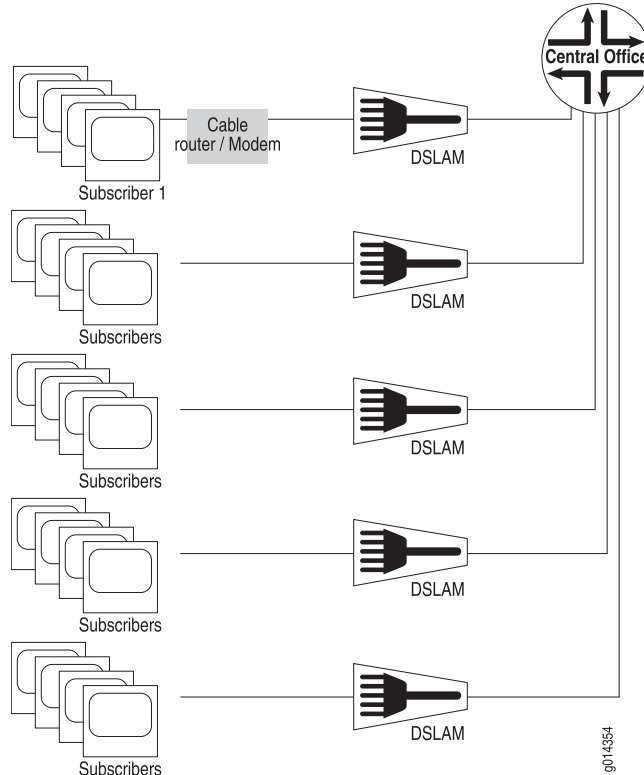 Central Office
Cable
router / Modem
DSLAM
Subscriber 1
DSLAM
Subscribers
DSLAM
Subscribers
DSLAM
Subscribers
DSLAM
Subscribers
g014354